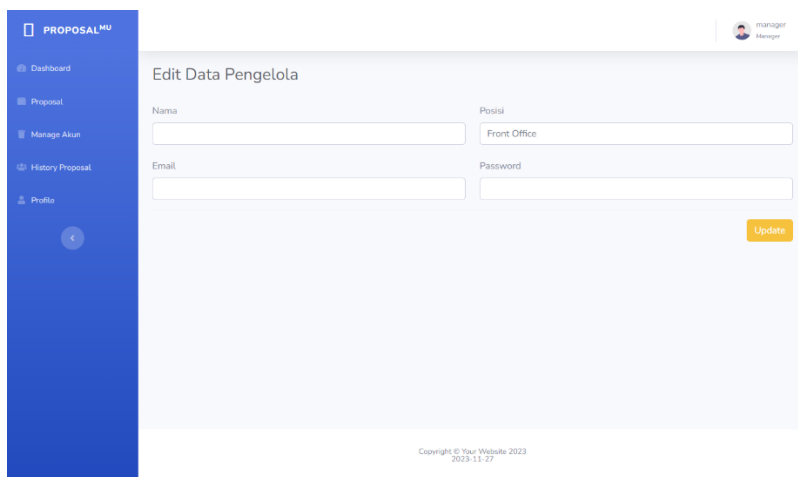 PROPOSALMU
manager
Manager
Dashboard
Proposal
Manage Akun
History Proposal
Profile
Edit Data Pengelola
Nama
Posisi
Front Office
Email
Password
Update
Copyright © Your Website 2023
2023-11-27